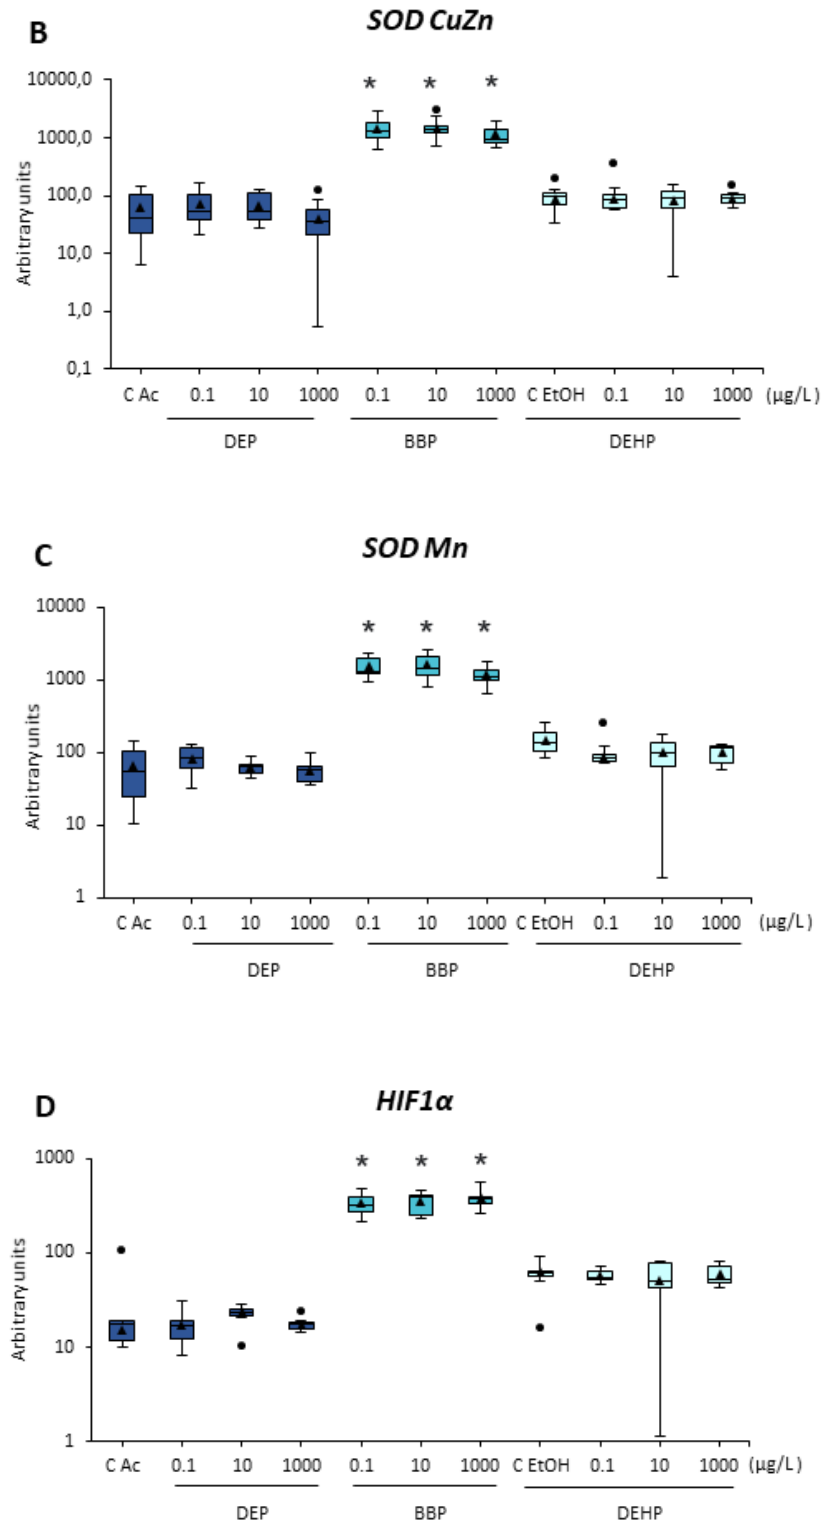 B
SOD CuZn
10000,0
1000,0
100,0
10,0
1,0
0,1
Arbitrary units
* * *
C Ac 0.1 10 1000 0.1 10 1000 C EtOH 0.1 10 1000 (µg/L)
DEP BBP DEHP
C
SOD Mn
10000
1000
100
10
1
Arbitrary units
* * *
C Ac 0.1 10 1000 0.1 10 1000 C EtOH 0.1 10 1000 (µg/L)
DEP BBP DEHP
D
HIF1α
1000
100
10
1
Arbitrary units
* * *
C Ac 0.1 10 1000 0.1 10 1000 C EtOH 0.1 10 1000 (µg/L)
DEP BBP DEHP